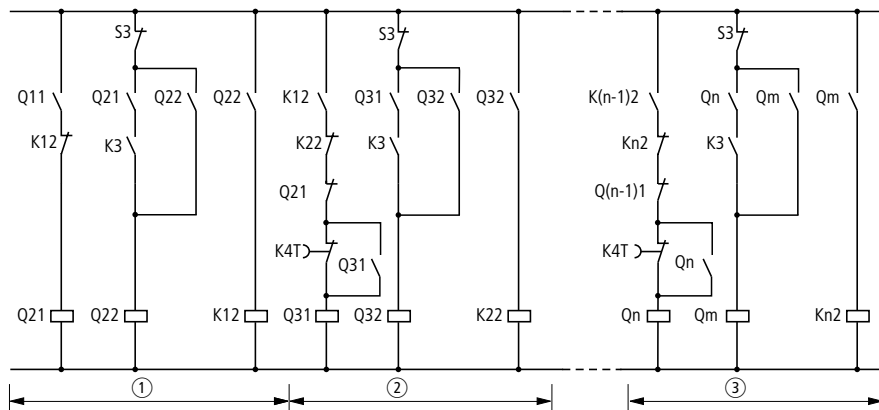 S3 S3 S3
Q11 Q21 Q22 Q22 K12 Q31 Q32 Q32 K(n-1)2 Qn Qm Qm
K12 K3 K22 K3 Kn2 K3
Q21 Q(n-1)1
K4T Q31 K4T Qn
Q21 Q22 K12 Q31 Q32 K22 Qn Qm Kn2
① ② ③